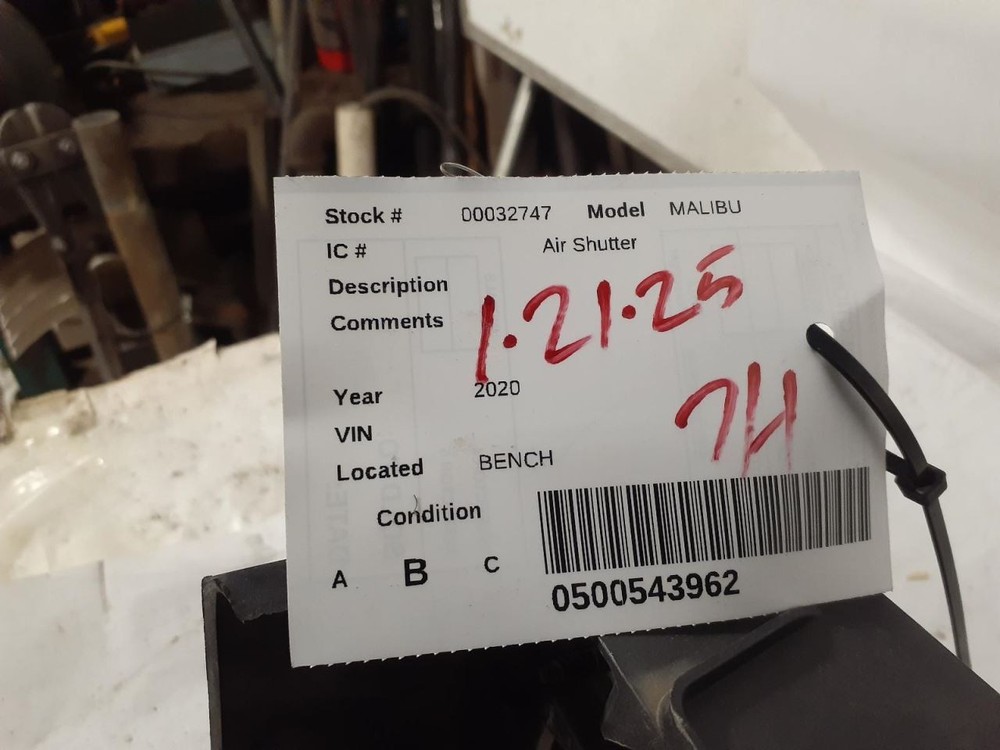 Stock # 00032747 Model MALIBU
IC # Air Shutter
Description
Comments 1.21.25
Year 2020
VIN
7H
Located BENCH
Condition
A B C
0500543962